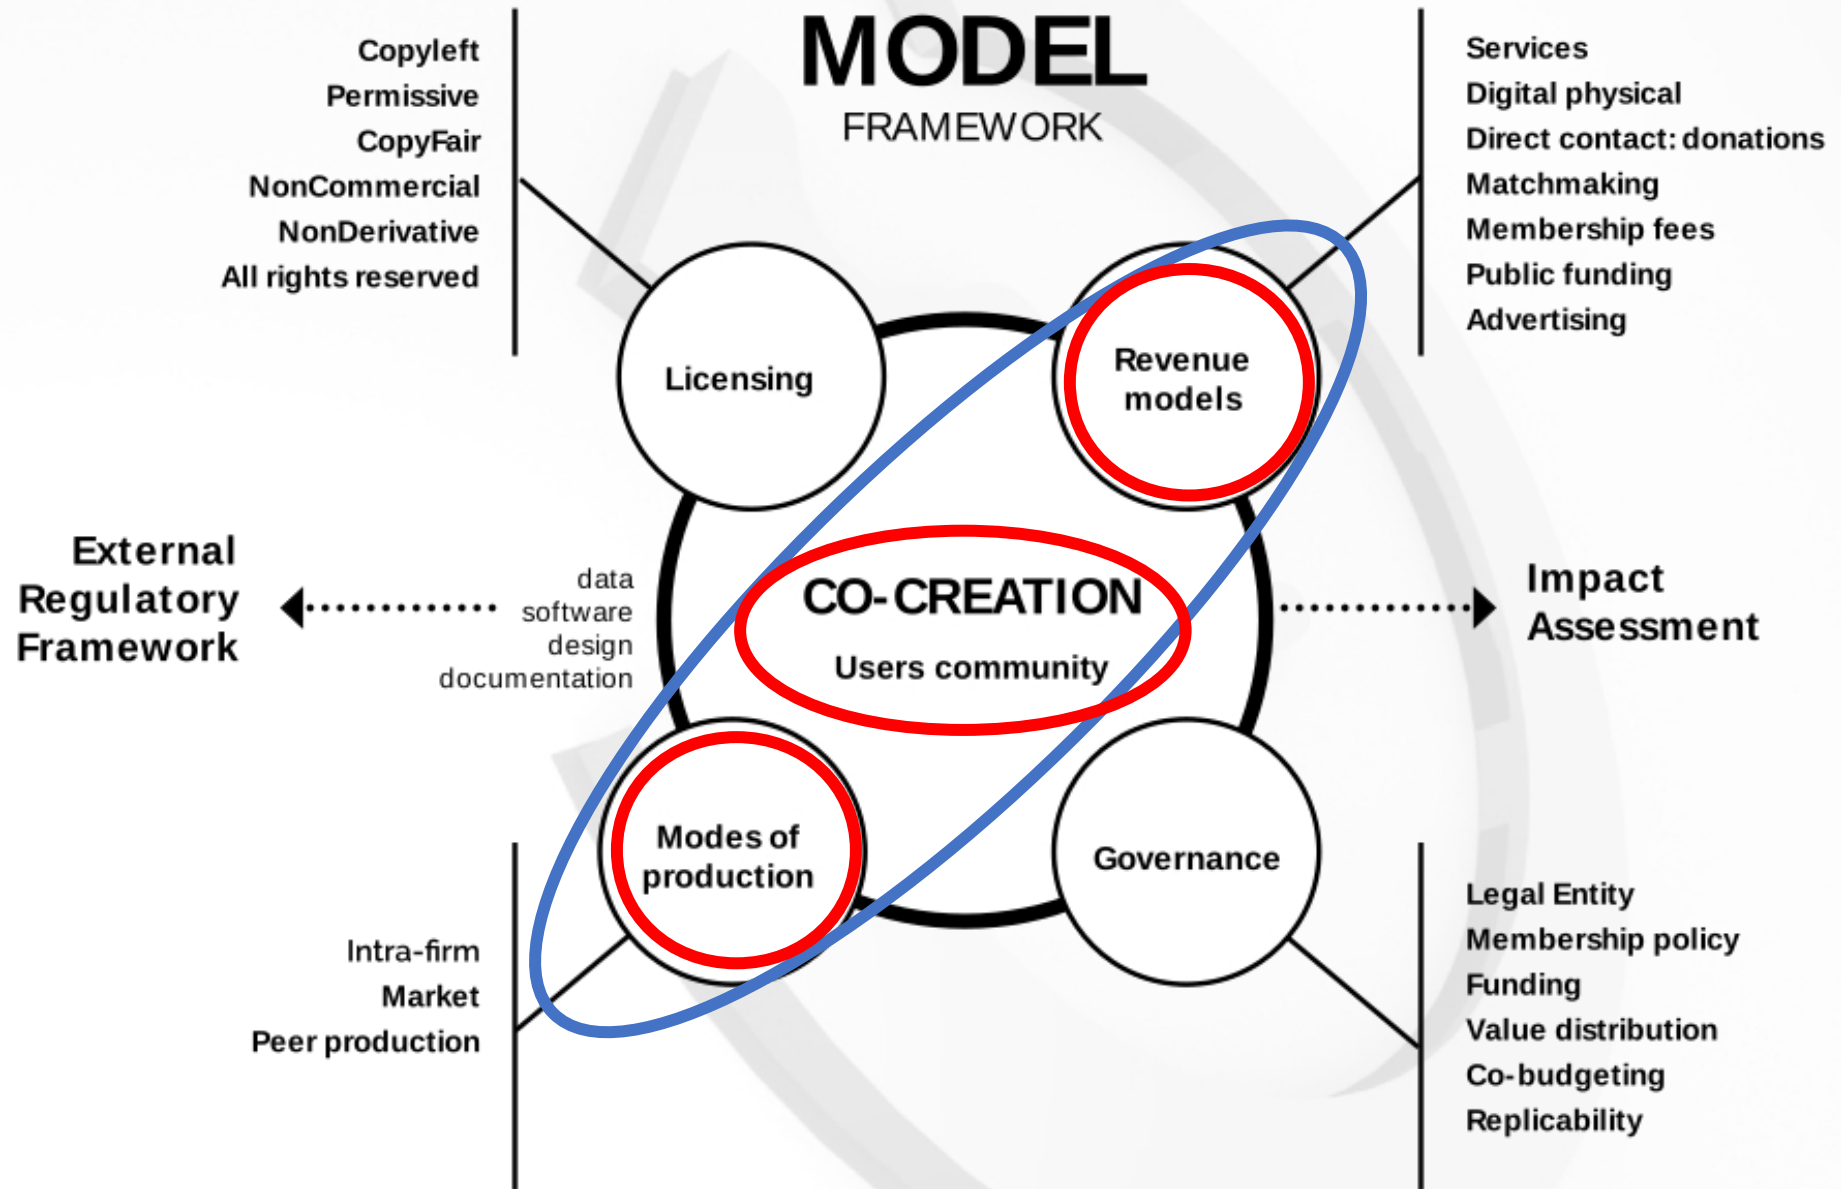 MODEL
FRAMEWORK
Copyleft
Permissive
CopyFair
NonCommercial
NonDerivative
All rights reserved
Services
Digital physical
Direct contact: donations
Matchmaking
Membership fees
Public funding
Advertising
Licensing
Revenue
models
External
Regulatory
Framework
data
software
design
documentation
CO-CREATION
Users community
Impact
Assessment
Modes of
production
Governance
Intra-firm
Market
Peer production
Legal Entity
Membership policy
Funding
Value distribution
Co-budgeting
Replicability